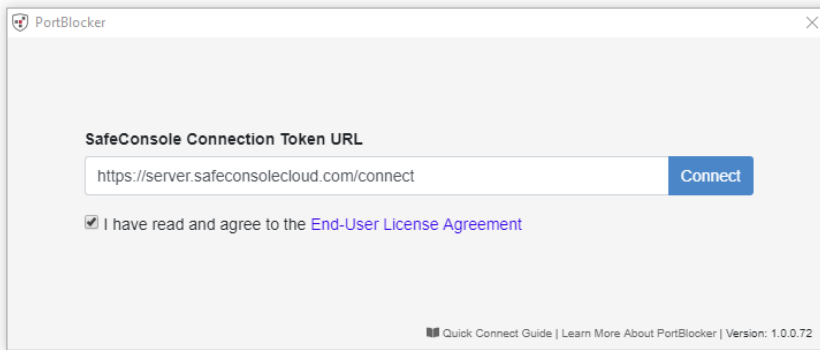 PortBlocker
SafeConsole Connection Token URL
https://server.safeconsolecloud.com/connect
Connect
I have read and agree to the End-User License Agreement
Quick Connect Guide | Learn More About PortBlocker | Version: 1.0.0.72